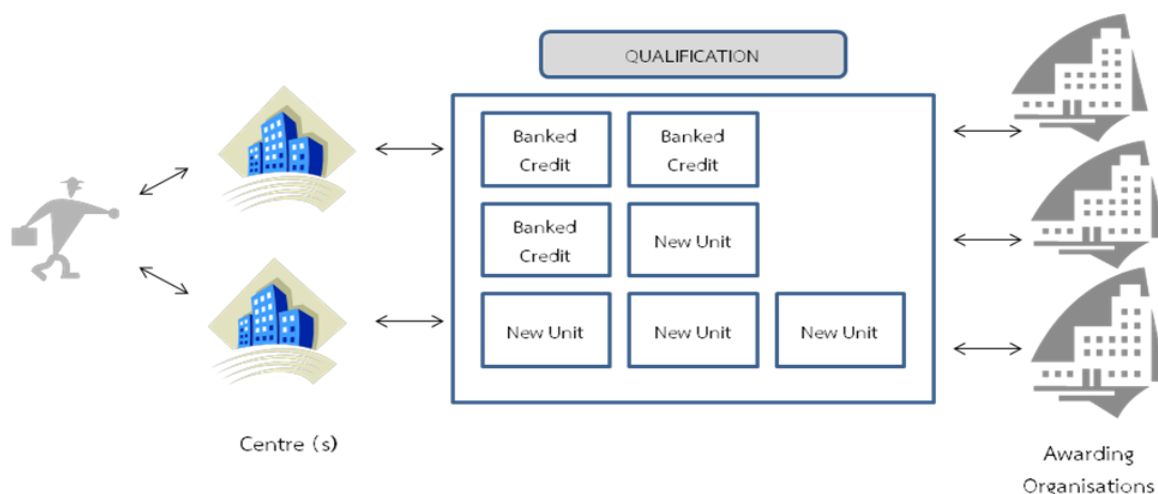 QUALIFICATION
Banked
Credit
Banked
Credit
Banked
Credit
New Unit
New Unit
New Unit
New Unit
Centre (s)
Awarding
Organisations